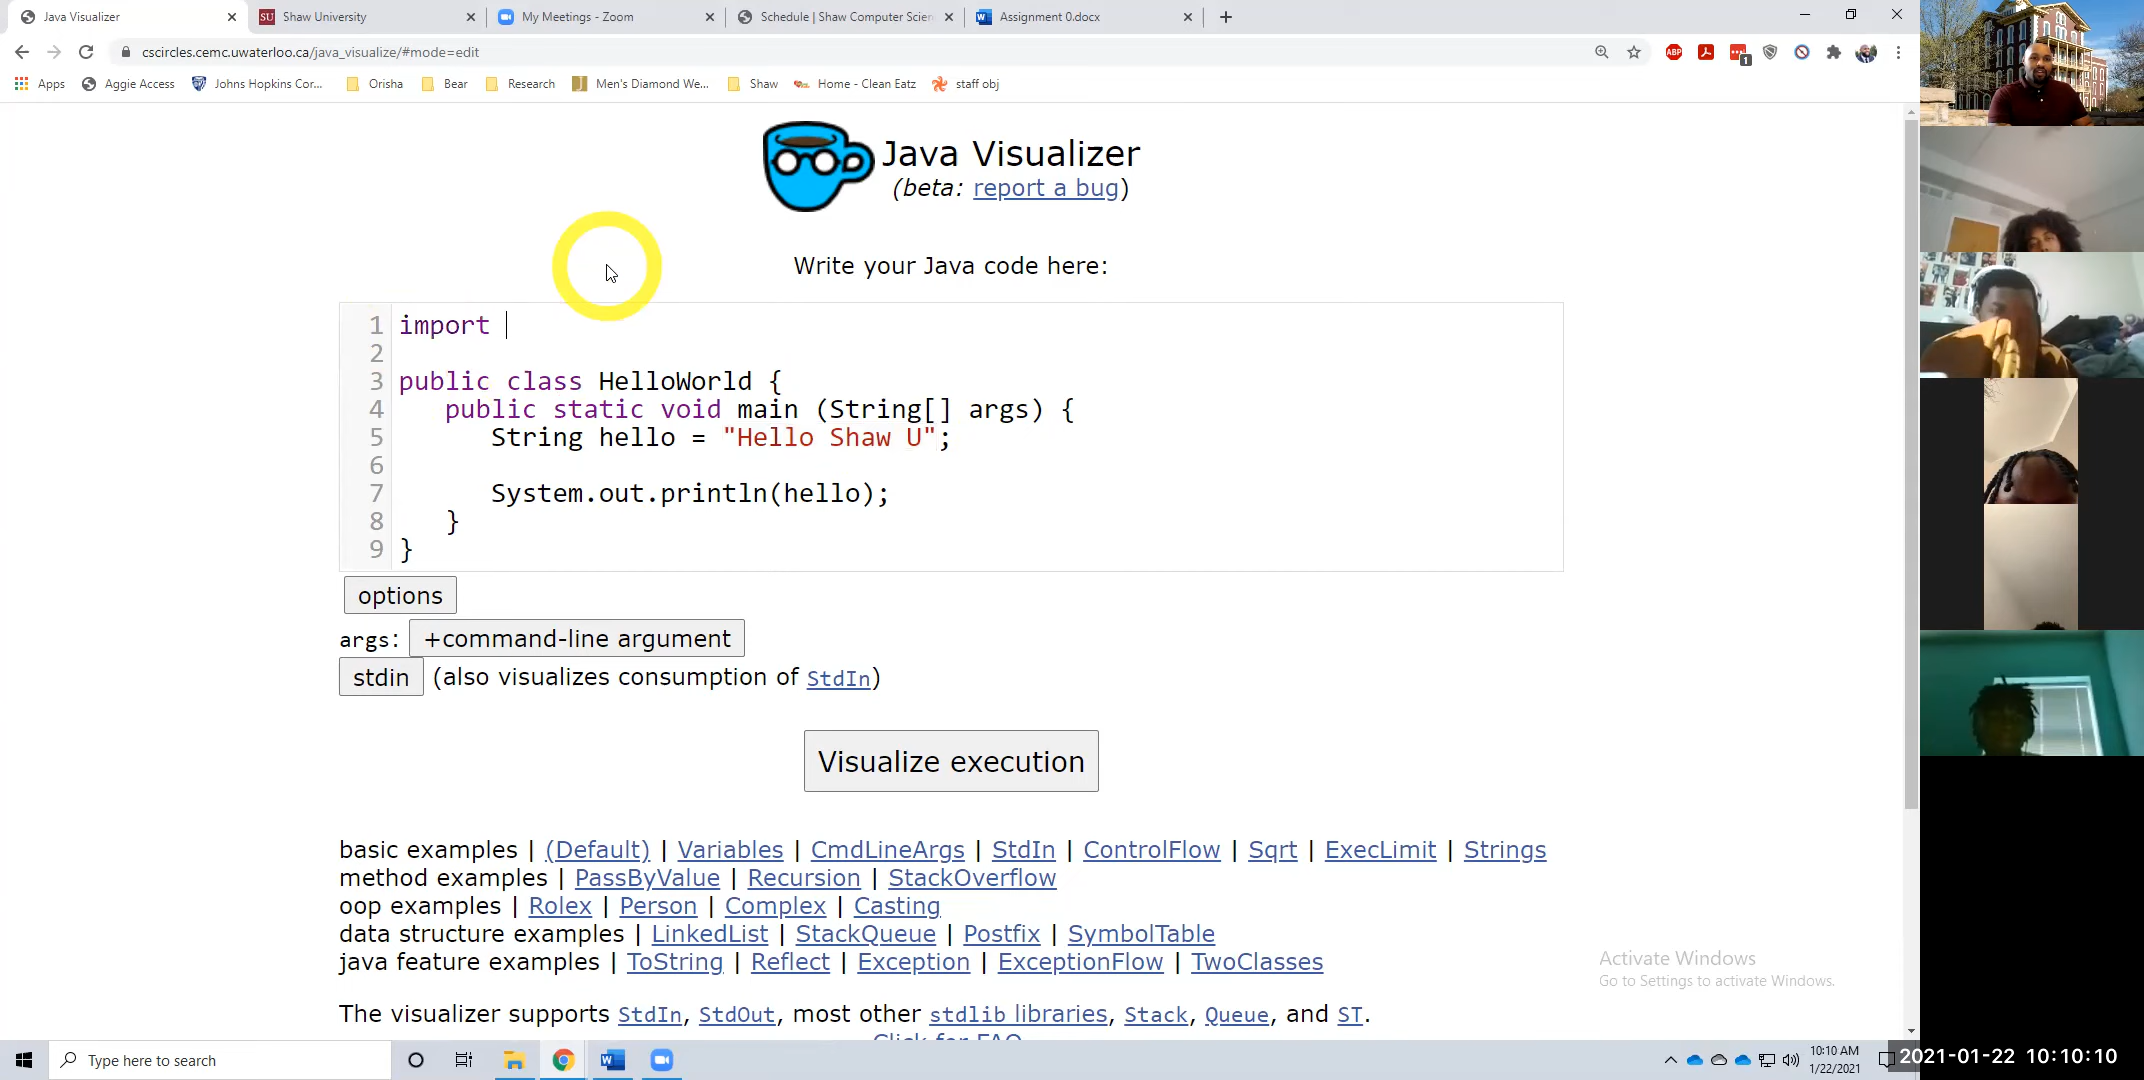 Java Visualizer
Shaw University
My Meetings - Zoom
Schedule | Shaw Computer Scien
Assignment 0.docx
cscircles.cemc.uwaterloo.ca/java_visualize/#mode=edit
ABP
1
Apps
Aggie Access
Johns Hopkins Cor...
Orisha
Bear
Research
Men's Diamond We...
Shaw
Home - Clean Eatz
staff obj
Java Visualizer
(beta: report a bug)
Write your Java code here:
1 import
2
3 public class HelloWorld {
4 public static void main (String[] args) {
5 String hello = "Hello Shaw U";
6
7 System.out.println(hello);
8 }
9 }
options
args: +command-line argument
stdin (also visualizes consumption of StdIn)
Visualize execution
basic examples | (Default) | Variables | CmdLineArgs | StdIn | ControlFlow | Sqrt | ExecLimit | Strings
method examples | PassByValue | Recursion | StackOverflow
oop examples | Rolex | Person | Complex | Casting
data structure examples | LinkedList | StackQueue | Postfix | SymbolTable
java feature examples | ToString | Reflect | Exception | ExceptionFlow | TwoClasses
The visualizer supports StdIn, StdOut, most other stdlib libraries, Stack, Queue, and ST.
Click for FAQ
Activate Windows
Go to Settings to activate Windows.
Type here to search
10:10 AM
1/22/2021
2021-01-22 10:10:10